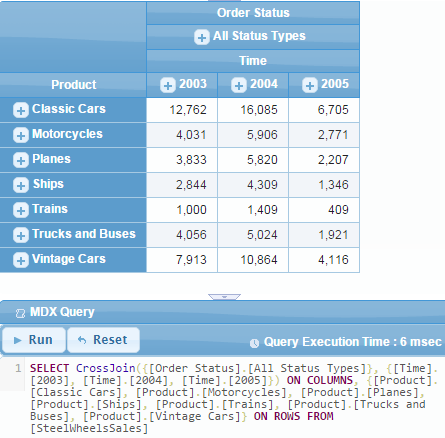 Order Status
All Status Types
Time
Product 2003 2004 2005
Classic Cars 12,762 16,085 6,705
Motorcycles 4,031 5,906 2,771
Planes 3,833 5,820 2,207
Ships 2,844 4,309 1,346
Trains 1,000 1,409 409
Trucks and Buses 4,056 5,024 1,921
Vintage Cars 7,913 10,864 4,116
MDX Query
Run Reset Query Execution Time : 6 msec
1 SELECT CrossJoin({[Order Status].[All Status Types]}, {[Time].
[2003], [Time].[2004], [Time].[2005]}) ON COLUMNS, {[Product].
[Classic Cars], [Product].[Motorcycles], [Product].[Planes],
[Product].[Ships], [Product].[Trains], [Product].[Trucks and
Buses], [Product].[Vintage Cars]} ON ROWS FROM
[SteelWheelsSales]